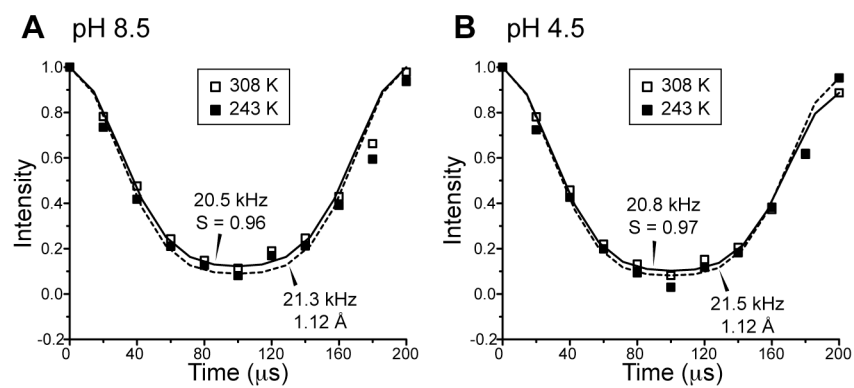 A pH 8.5
1.0
0.8
0.6
0.4
0.2
0.0
-0.2
Intensity
308 K
243 K
20.5 kHz
S = 0.96
21.3 kHz
1.12 Å
0 40 80 120 160 200
Time (μs)
B pH 4.5
1.0
0.8
0.6
0.4
0.2
0.0
-0.2
Intensity
308 K
243 K
20.8 kHz
S = 0.97
21.5 kHz
1.12 Å
0 40 80 120 160 200
Time (μs)